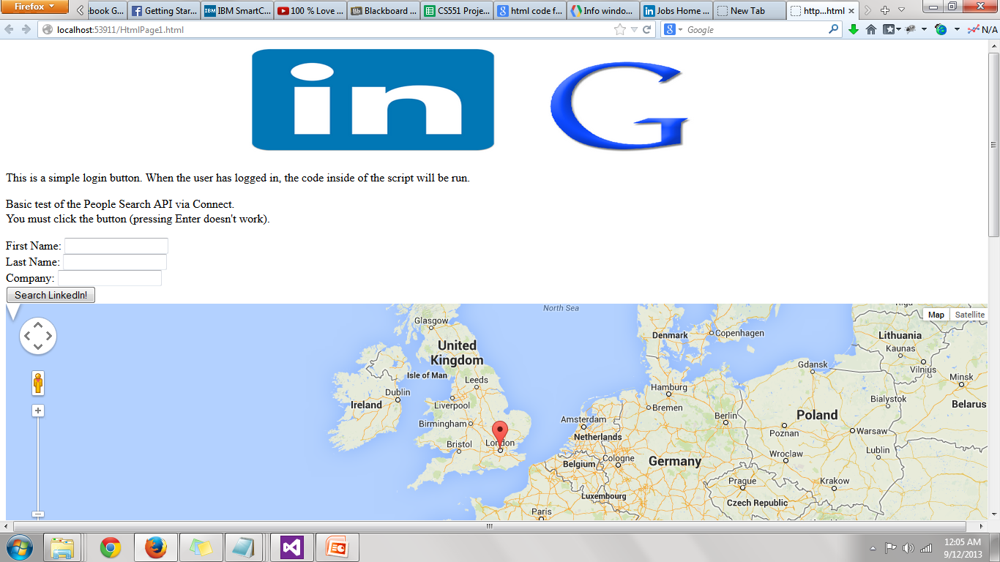 Firefox
cebook G...
Getting Star...
IBM SmartC...
100 % Love ...
Blackboard ...
CS551 Proje...
html code f...
Info windo...
Jobs Home ...
New Tab
http...html
localhost:53911/HtmlPage1.html
Google
N/A
in
G
This is a simple login button. When the user has logged in, the code inside of the script will be run.
Basic test of the People Search API via Connect.
You must click the button (pressing Enter doesn't work).
First Name:
Last Name:
Company:
Search LinkedIn!
North Sea
Map
Satellite
Glasgow
United
Kingdom
Isle of Man
Leeds
Dublin
Ireland
Liverpool
Birmingham
Bristol
London
Denmark
Copenhagen
Lithuania
Kaunas
Vilnius
Gdansk
Minsk
Hamburg
Bremen
Bialystok
Belarus
Amsterdam
Berlin
Poland
Netherlands
Poznan
Warsaw
Lublin
Wroclaw
Belgium
Cologne
Germany
Prague
Krakow
Luxembourg
Czech Republic
Paris
12:05 AM
9/12/2013